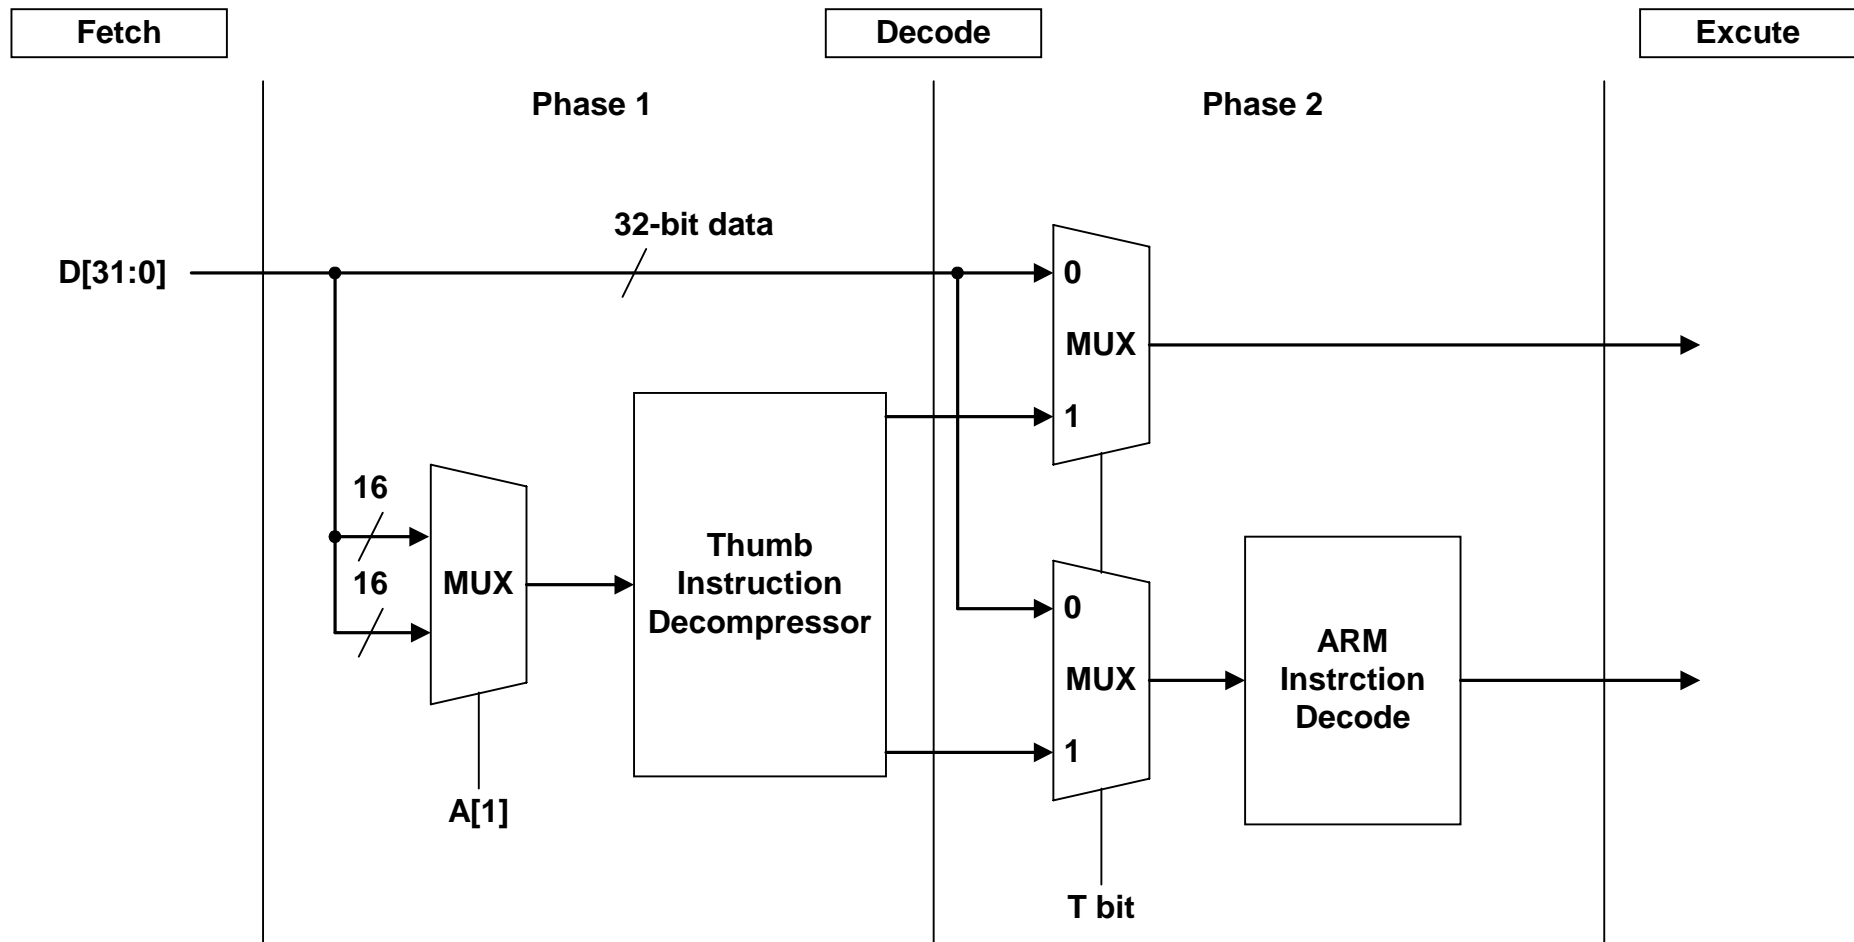 Fetch
Decode
Excute
Phase 1
Phase 2
32-bit data
D[31:0]
0
MUX
1
16
16
MUX
A[1]
Thumb
Instruction
Decompressor
0
MUX
1
T bit
ARM
Instrction
Decode